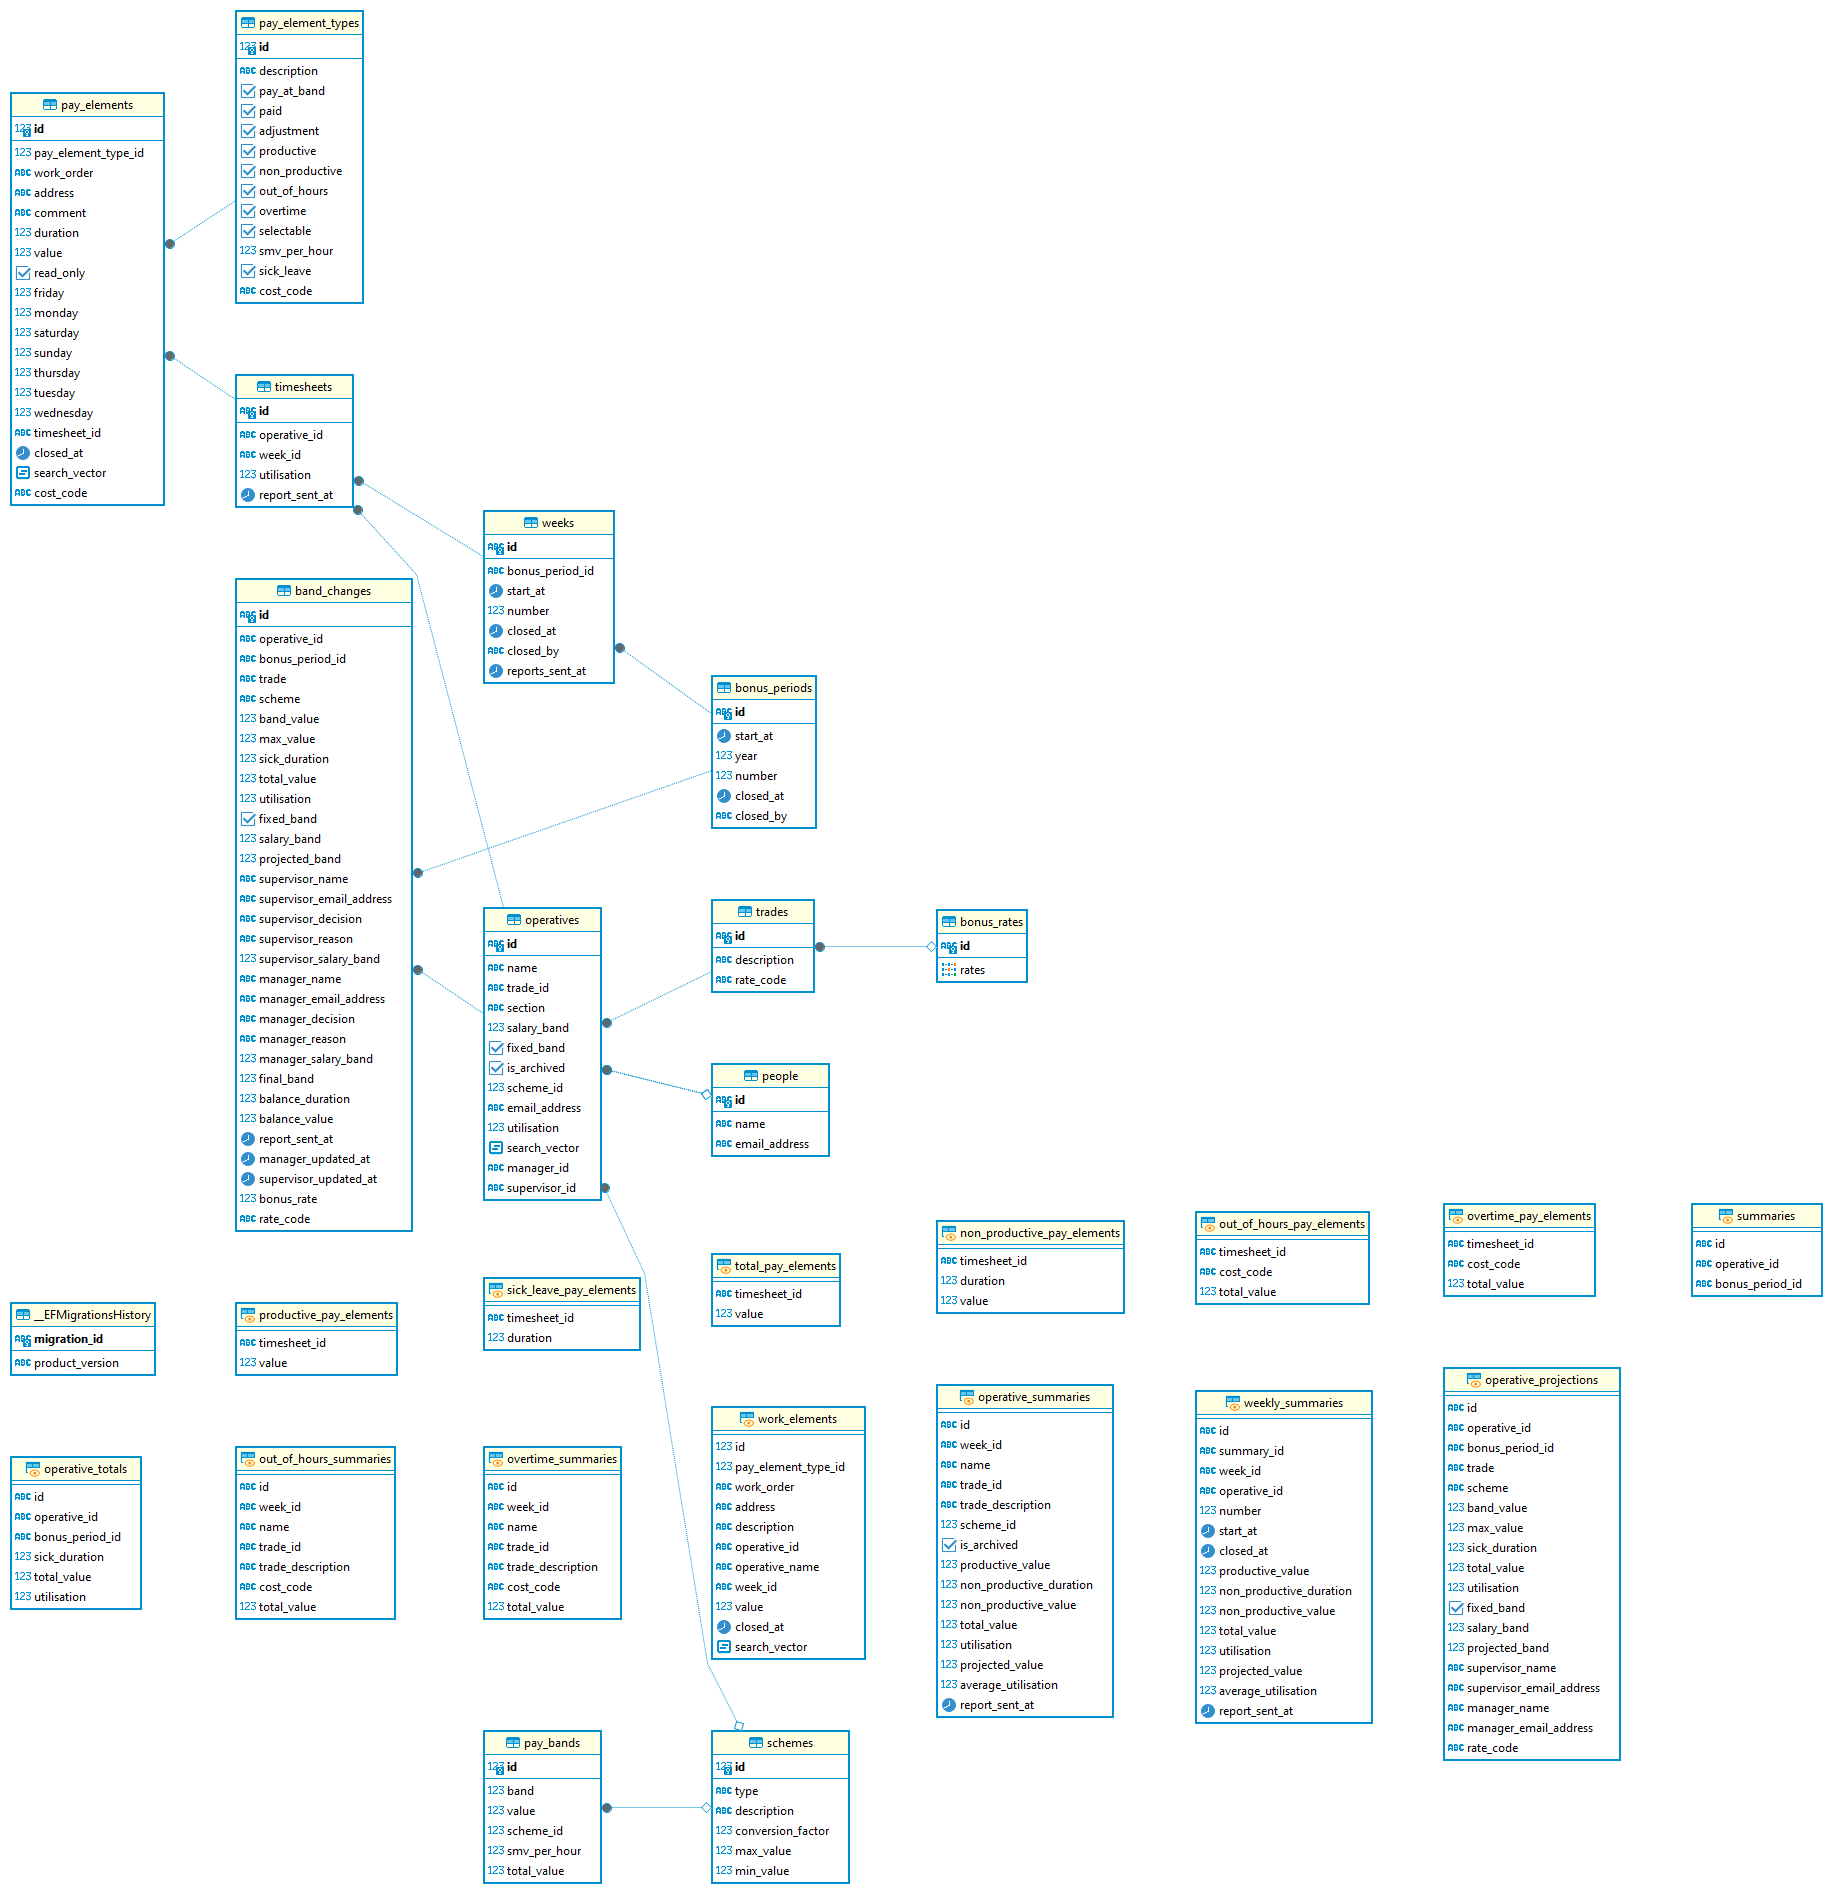 pay_element_types
id
description
pay_at_band
paid
adjustment
productive
non_productive
out_of_hours
overtime
selectable
123 smv_per_hour
sick_leave
ABC cost_code
pay_elements
id
123 pay_element_type_id
ABC work_order
ABC address
ABC comment
123 duration
123 value
read_only
123 friday
123 monday
123 saturday
123 sunday
123 thursday
123 tuesday
123 wednesday
ABC timesheet_id
closed_at
search_vector
ABC cost_code
timesheets
id
ABC operative_id
ABC week_id
123 utilisation
report_sent_at
weeks
id
ABC bonus_period_id
start_at
123 number
closed_at
ABC closed_by
reports_sent_at
band_changes
id
ABC operative_id
ABC bonus_period_id
ABC trade
ABC scheme
123 band_value
123 max_value
123 sick_duration
123 total_value
123 utilisation
fixed_band
123 salary_band
123 projected_band
ABC supervisor_name
ABC supervisor_email_address
ABC supervisor_decision
ABC supervisor_reason
123 supervisor_salary_band
ABC manager_name
ABC manager_email_address
ABC manager_decision
ABC manager_reason
123 manager_salary_band
123 final_band
123 balance_duration
123 balance_value
report_sent_at
manager_updated_at
supervisor_updated_at
123 bonus_rate
ABC rate_code
bonus_periods
id
start_at
123 year
123 number
closed_at
ABC closed_by
operatives
id
ABC name
ABC trade_id
ABC section
123 salary_band
fixed_band
is_archived
123 scheme_id
ABC email_address
123 utilisation
search_vector
ABC manager_id
ABC supervisor_id
trades
id
ABC description
ABC rate_code
bonus_rates
id
rates
people
id
ABC name
ABC email_address
__EFMigrationsHistory
migration_id
ABC product_version
productive_pay_elements
ABC timesheet_id
123 value
sick_leave_pay_elements
ABC timesheet_id
123 duration
total_pay_elements
ABC timesheet_id
123 value
non_productive_pay_elements
ABC timesheet_id
123 duration
123 value
out_of_hours_pay_elements
ABC timesheet_id
ABC cost_code
123 total_value
overtime_pay_elements
ABC timesheet_id
ABC cost_code
123 total_value
summaries
ABC id
ABC operative_id
ABC bonus_period_id
operative_totals
ABC id
ABC operative_id
ABC bonus_period_id
123 sick_duration
123 total_value
123 utilisation
out_of_hours_summaries
ABC id
ABC week_id
ABC name
ABC trade_id
ABC trade_description
ABC cost_code
123 total_value
overtime_summaries
ABC id
ABC week_id
ABC name
ABC trade_id
ABC trade_description
ABC cost_code
123 total_value
work_elements
123 id
123 pay_element_type_id
ABC work_order
ABC address
ABC description
ABC operative_id
ABC operative_name
ABC week_id
123 value
closed_at
search_vector
operative_summaries
ABC id
ABC week_id
ABC name
ABC trade_id
ABC trade_description
123 scheme_id
is_archived
123 productive_value
123 non_productive_duration
123 non_productive_value
123 total_value
123 utilisation
123 projected_value
123 average_utilisation
report_sent_at
weekly_summaries
ABC id
ABC summary_id
ABC week_id
ABC operative_id
123 number
start_at
closed_at
123 productive_value
123 non_productive_duration
123 non_productive_value
123 total_value
123 utilisation
123 projected_value
123 average_utilisation
report_sent_at
operative_projections
ABC id
ABC operative_id
ABC bonus_period_id
ABC trade
ABC scheme
123 band_value
123 max_value
123 sick_duration
123 total_value
123 utilisation
fixed_band
123 salary_band
123 projected_band
ABC supervisor_name
ABC supervisor_email_address
ABC manager_name
ABC manager_email_address
ABC rate_code
pay_bands
id
123 band
123 value
123 scheme_id
123 smv_per_hour
123 total_value
schemes
id
ABC type
ABC description
123 conversion_factor
123 max_value
123 min_value